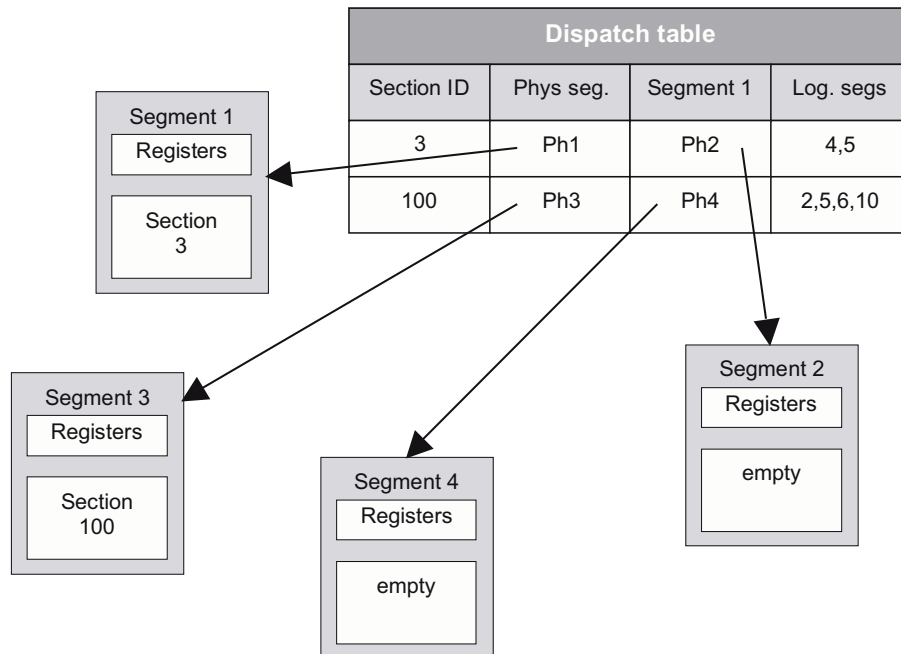 Dispatch table
Section ID Phys seg. Segment 1 Log. segs
3 Ph1 Ph2 4,5
100 Ph3 Ph4 2,5,6,10
Segment 1
Registers
Section
3
Segment 3
Registers
Section
100
Segment 4
Registers
empty
Segment 2
Registers
empty